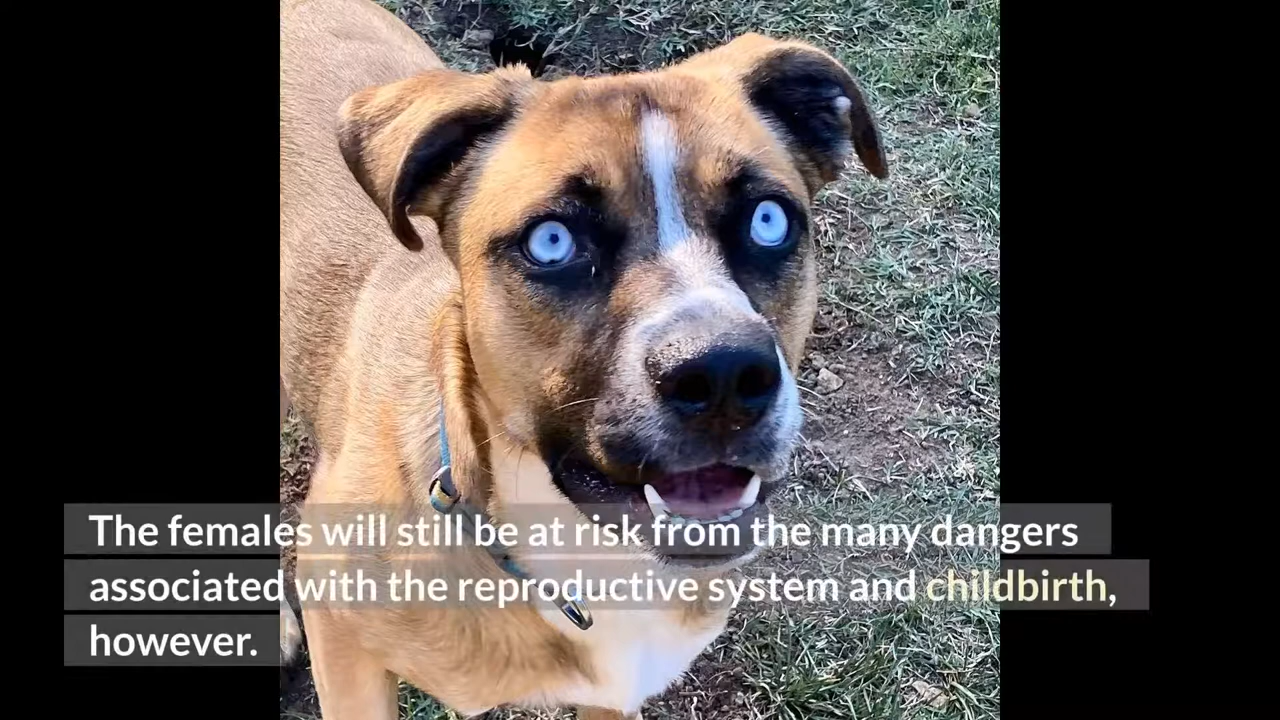 The females will still be at risk from the many dangers
associated with the reproductive system and childbirth,
however.